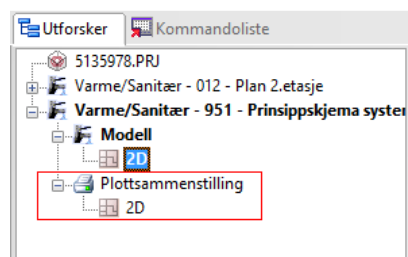 Utforsker
Kommandoliste
5135978.PRJ
Varme/Sanitær - 012 - Plan 2.etasje
Varme/Sanitær - 951 - Prinsippskjema syster
Modell
2D
Plottsammenstilling
2D